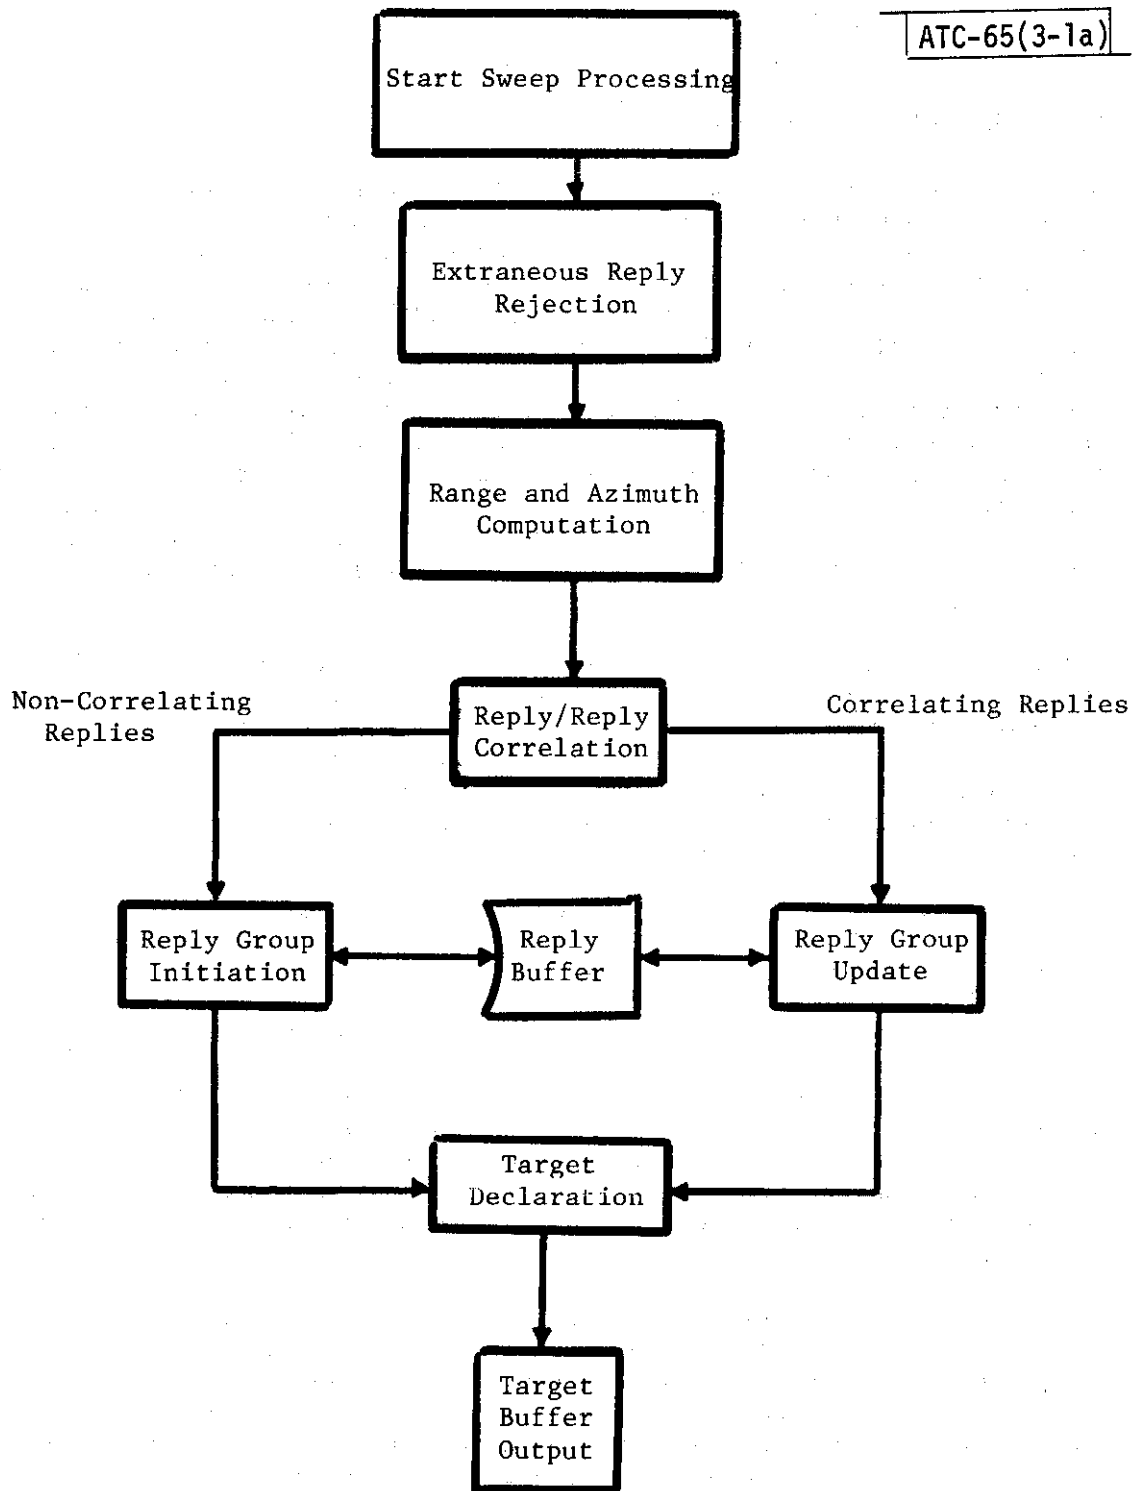 ATC-65(3-1a)
Start Sweep Processing
Extraneous Reply
Rejection
Range and Azimuth
Computation
Non-Correlating
Replies
Reply/Reply
Correlation
Correlating Replies
Reply Group
Initiation
Reply
Buffer
Reply Group
Update
Target
Declaration
Target
Buffer
Output